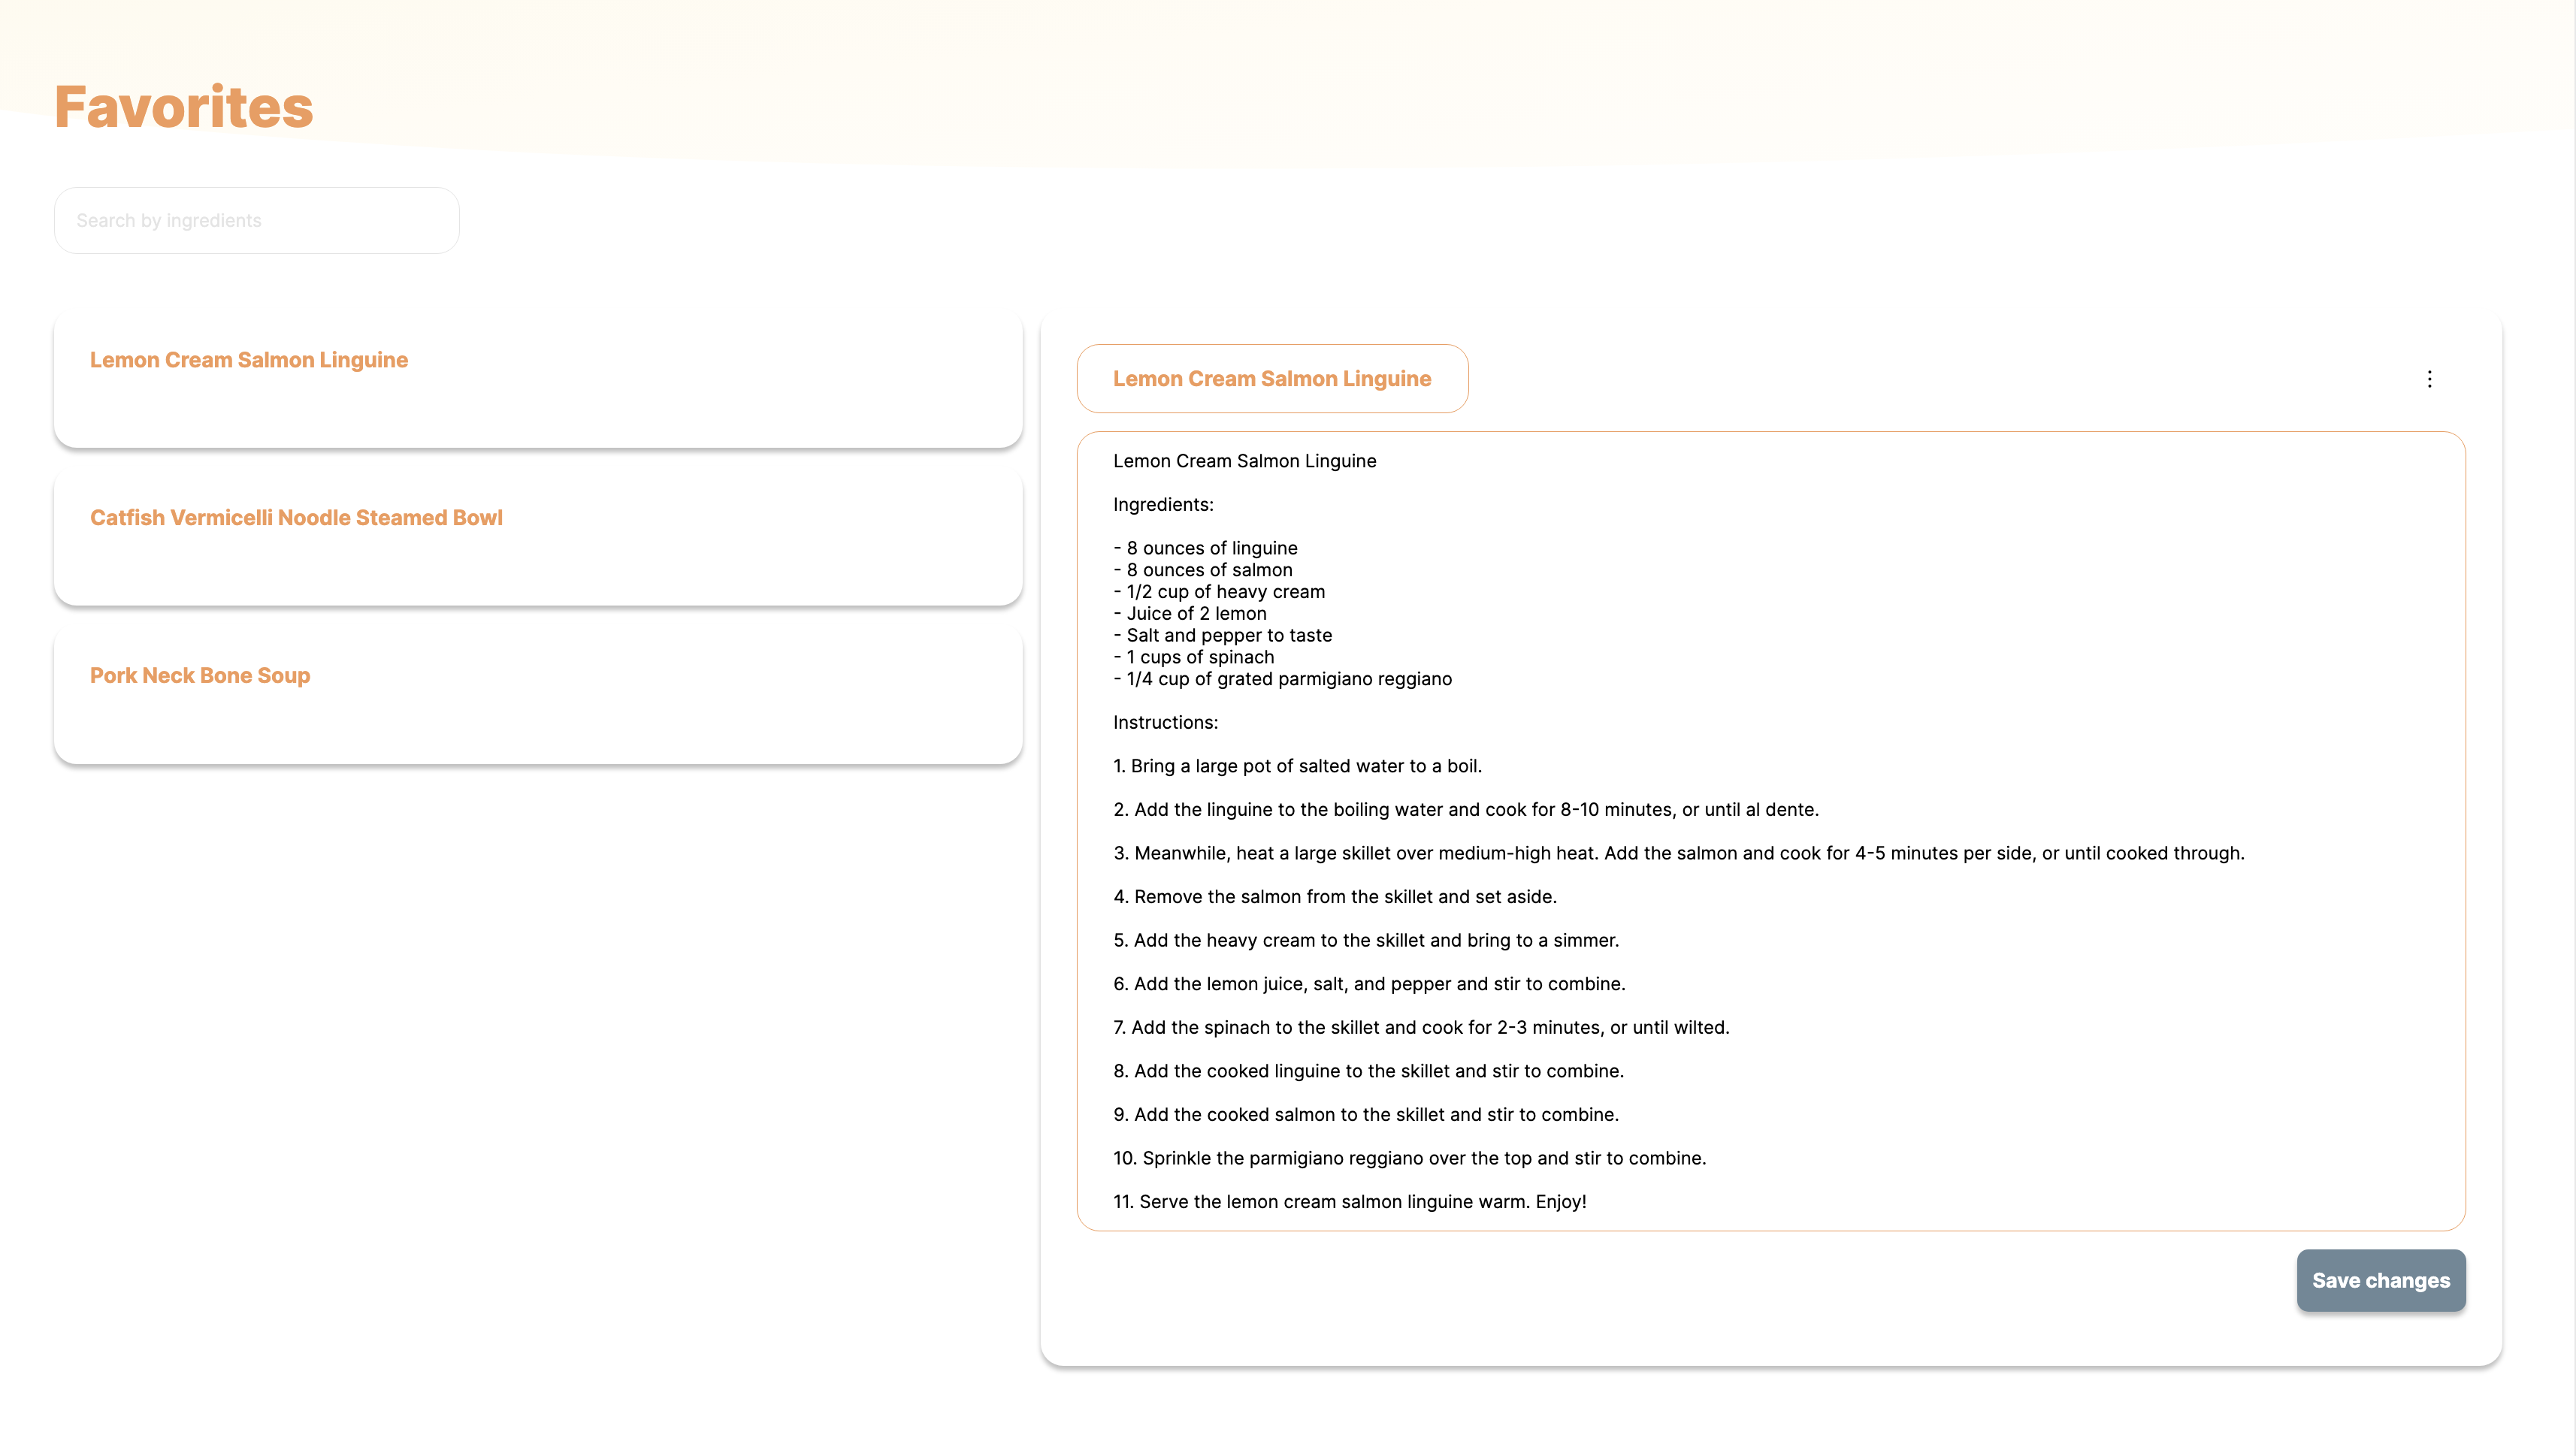 Favorites
Search by ingredients
Lemon Cream Salmon Linguine
Catfish Vermicelli Noodle Steamed Bowl
Pork Neck Bone Soup
Lemon Cream Salmon Linguine
Lemon Cream Salmon Linguine
Ingredients:
- 8 ounces of linguine
- 8 ounces of salmon
- 1/2 cup of heavy cream
- Juice of 2 lemon
- Salt and pepper to taste
- 1 cups of spinach
- 1/4 cup of grated parmigiano reggiano
Instructions:
1. Bring a large pot of salted water to a boil.
2. Add the linguine to the boiling water and cook for 8-10 minutes, or until al dente.
3. Meanwhile, heat a large skillet over medium-high heat. Add the salmon and cook for 4-5 minutes per side, or until cooked through.
4. Remove the salmon from the skillet and set aside.
5. Add the heavy cream to the skillet and bring to a simmer.
6. Add the lemon juice, salt, and pepper and stir to combine.
7. Add the spinach to the skillet and cook for 2-3 minutes, or until wilted.
8. Add the cooked linguine to the skillet and stir to combine.
9. Add the cooked salmon to the skillet and stir to combine.
10. Sprinkle the parmigiano reggiano over the top and stir to combine.
11. Serve the lemon cream salmon linguine warm. Enjoy!
Save changes